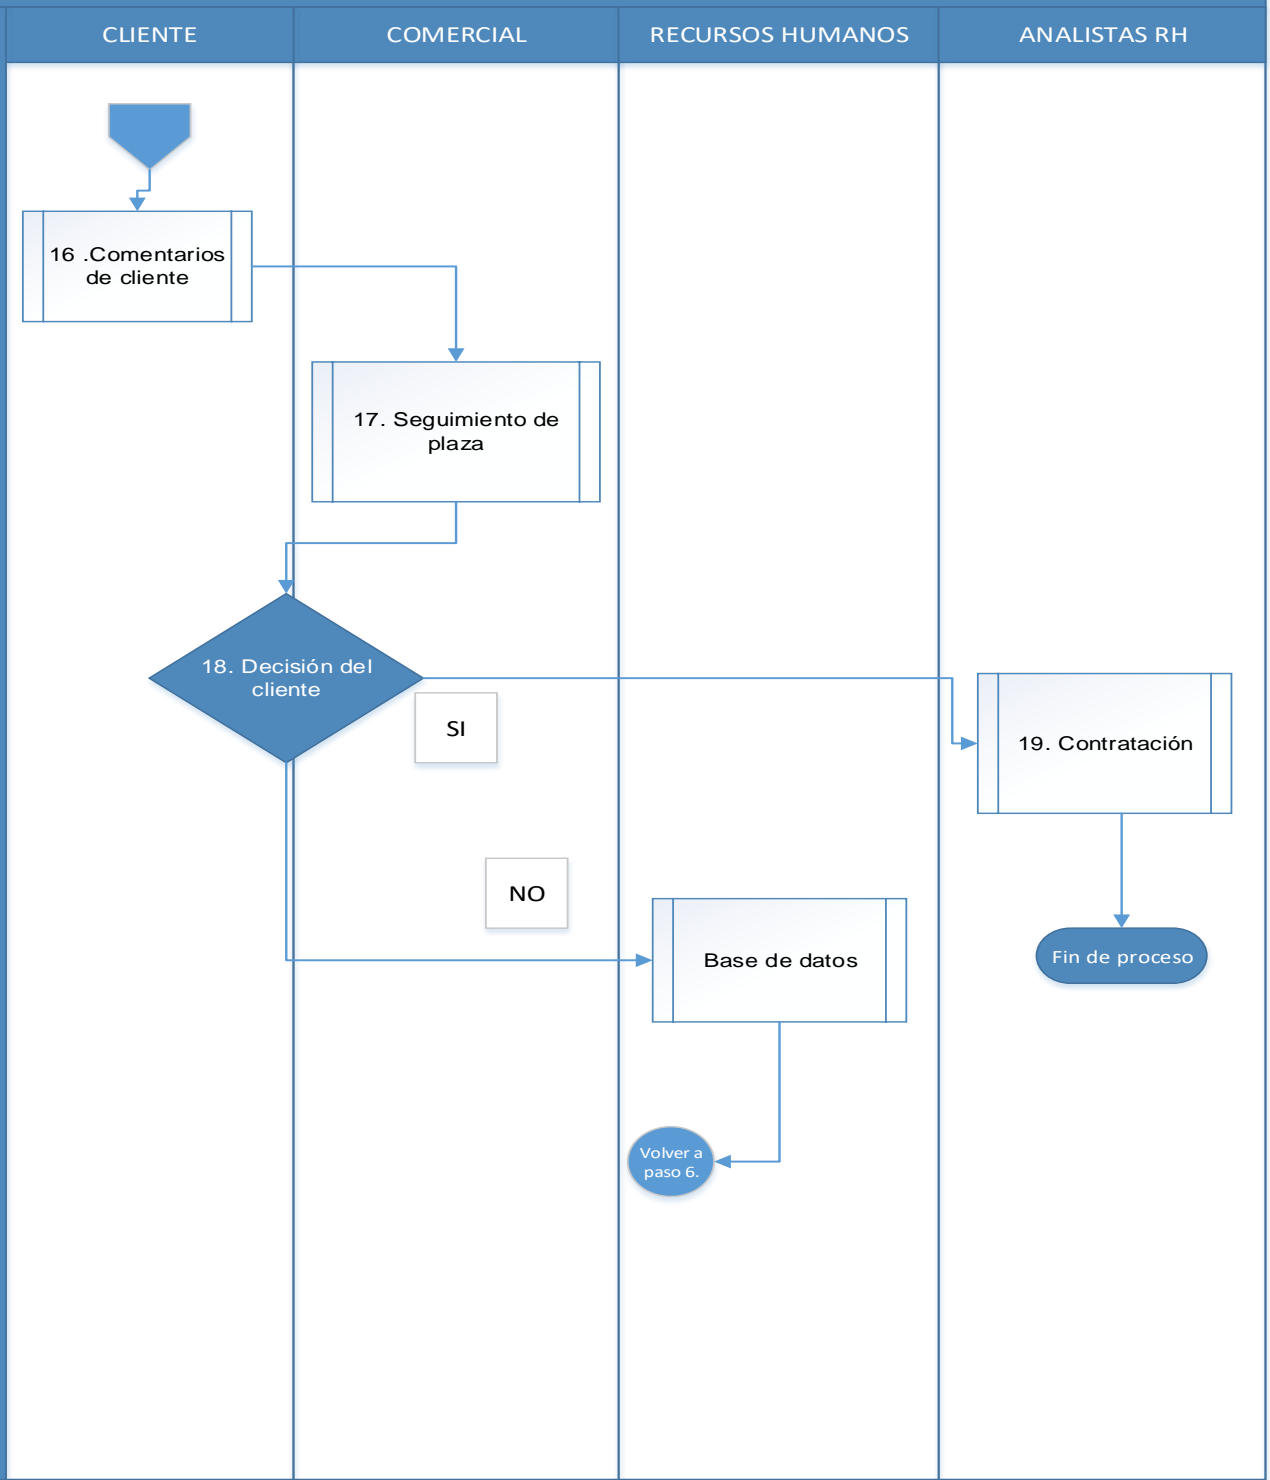 CLIENTE
COMERCIAL
RECURSOS HUMANOS
ANALISTAS RH
16 .Comentarios
de cliente
17. Seguimiento de
plaza
18. Decisión del
cliente
SI
19. Contratación
NO
Base de datos
Fin de proceso
Volver a
paso 6.